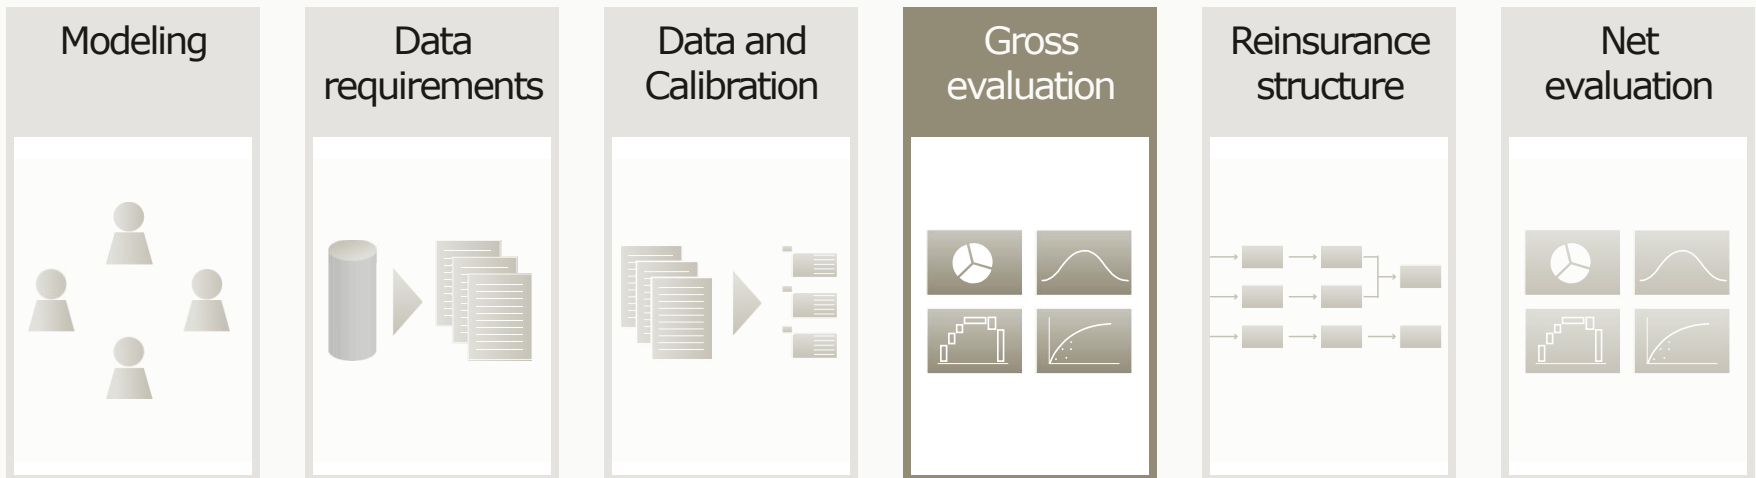 Modeling
Data
requirements
Data and
Calibration
Gross
evaluation
Reinsurance
structure
Net
evaluation